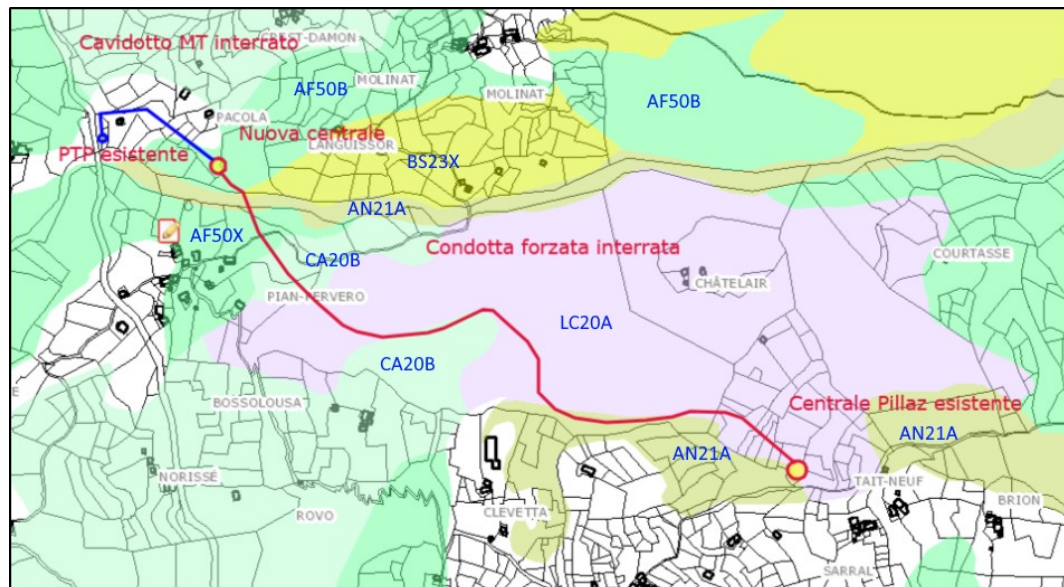 CREST-DAMON
Cavidotto MT interrato
MOLINAT
AF50B
MOLINAT
AF50B
PACOLA
Nuova centrale
LANGUISSOR
PTP esistente
BS23X
AN21A
AF50X
Condotta forzata interrata
CA20B
COURTASSE
CHÂTELAIR
PIAN-FERVERO
LC20A
CA20B
BOSSOLOUSA
Centrale Pillaz esistente
AN21A
AN21A
NORISSÉ
TAIT-NEUF
BRION
ROVO
CLEVETTA
SARRAL